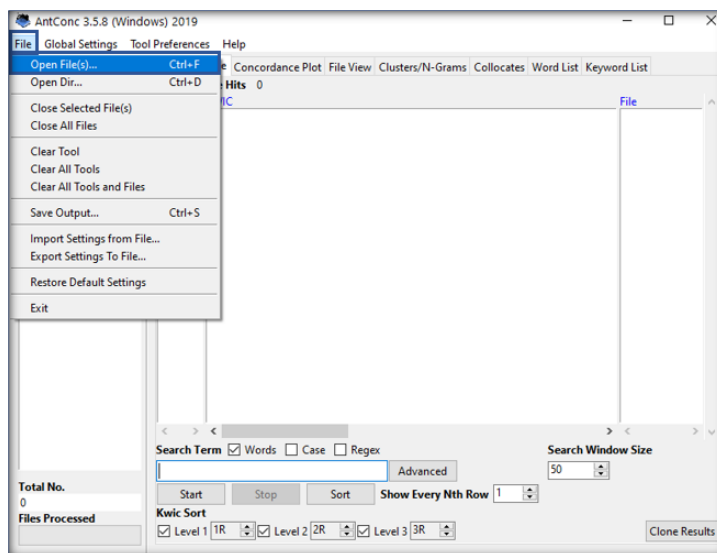 AntConc 3.5.8 (Windows) 2019
File Global Settings Tool Preferences Help
Open File(s)... Ctrl+F
Concordance Plot File View Clusters/N-Grams Collocates Word List Keyword List
Open Dir... Ctrl+D
Hits 0
File
Close Selected File(s)
Close All Files
Clear Tool
Clear All Tools
Clear All Tools and Files
Save Output... Ctrl+S
Import Settings from File...
Export Settings To File...
Restore Default Settings
Exit
Search Term Words Case Regex Search Window Size
Advanced 50
Total No.
0
Start Stop Sort Show Every Nth Row 1
Files Processed
Kwic Sort
Level 1 1R Level 2 2R Level 3 3R Clone Results